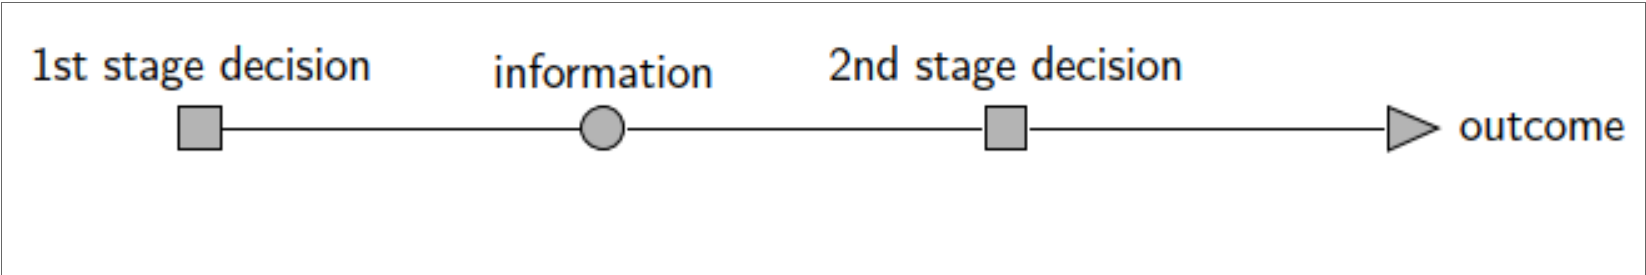 1st stage decision
information
2nd stage decision
outcome